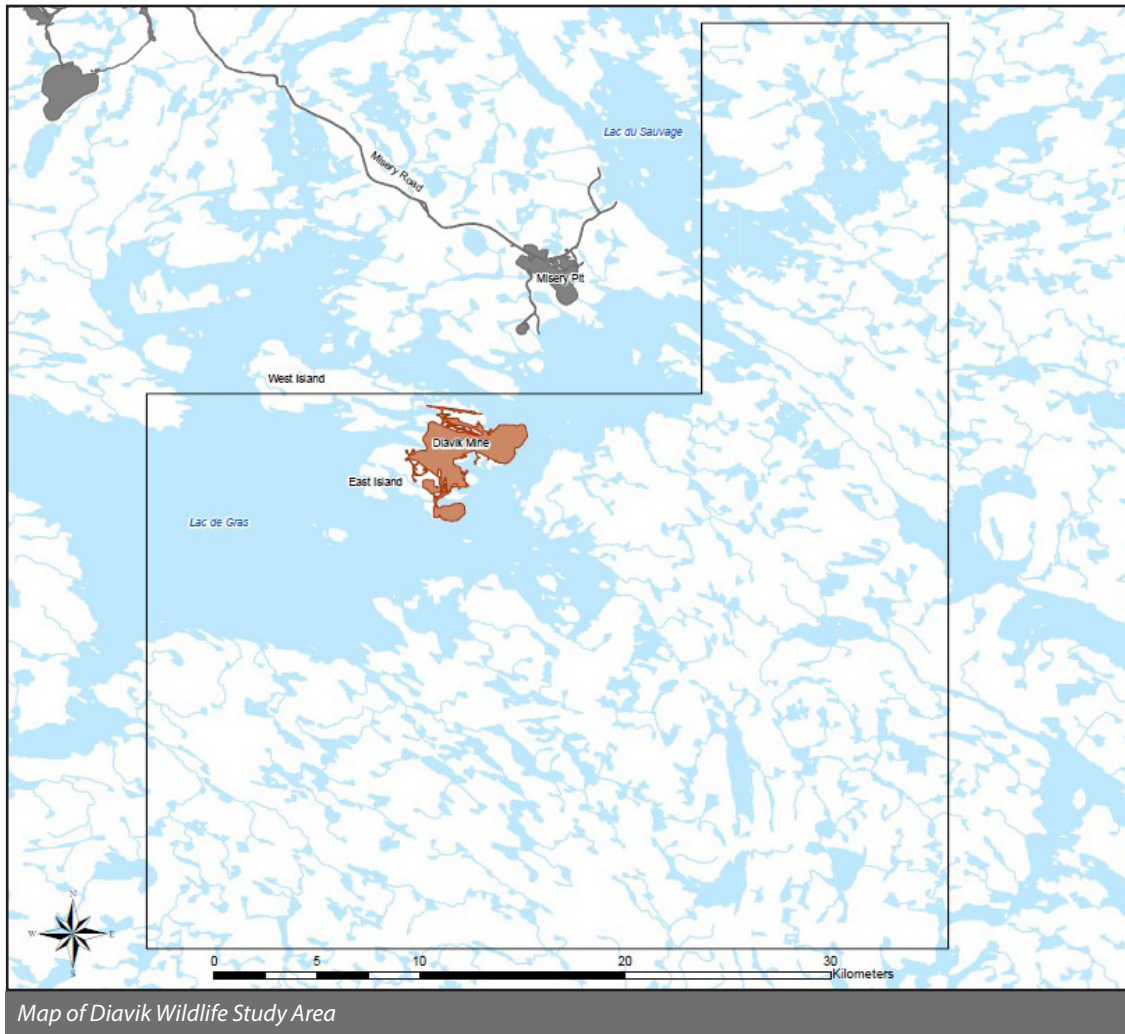 Lac du Sauvage
Misery Road
Misery Pit
West Island
Diavik Mine
East Island
Lac de Gras
N
W E
S
0 5 10 20 30 Kilometers
Map of Diavik Wildlife Study Area